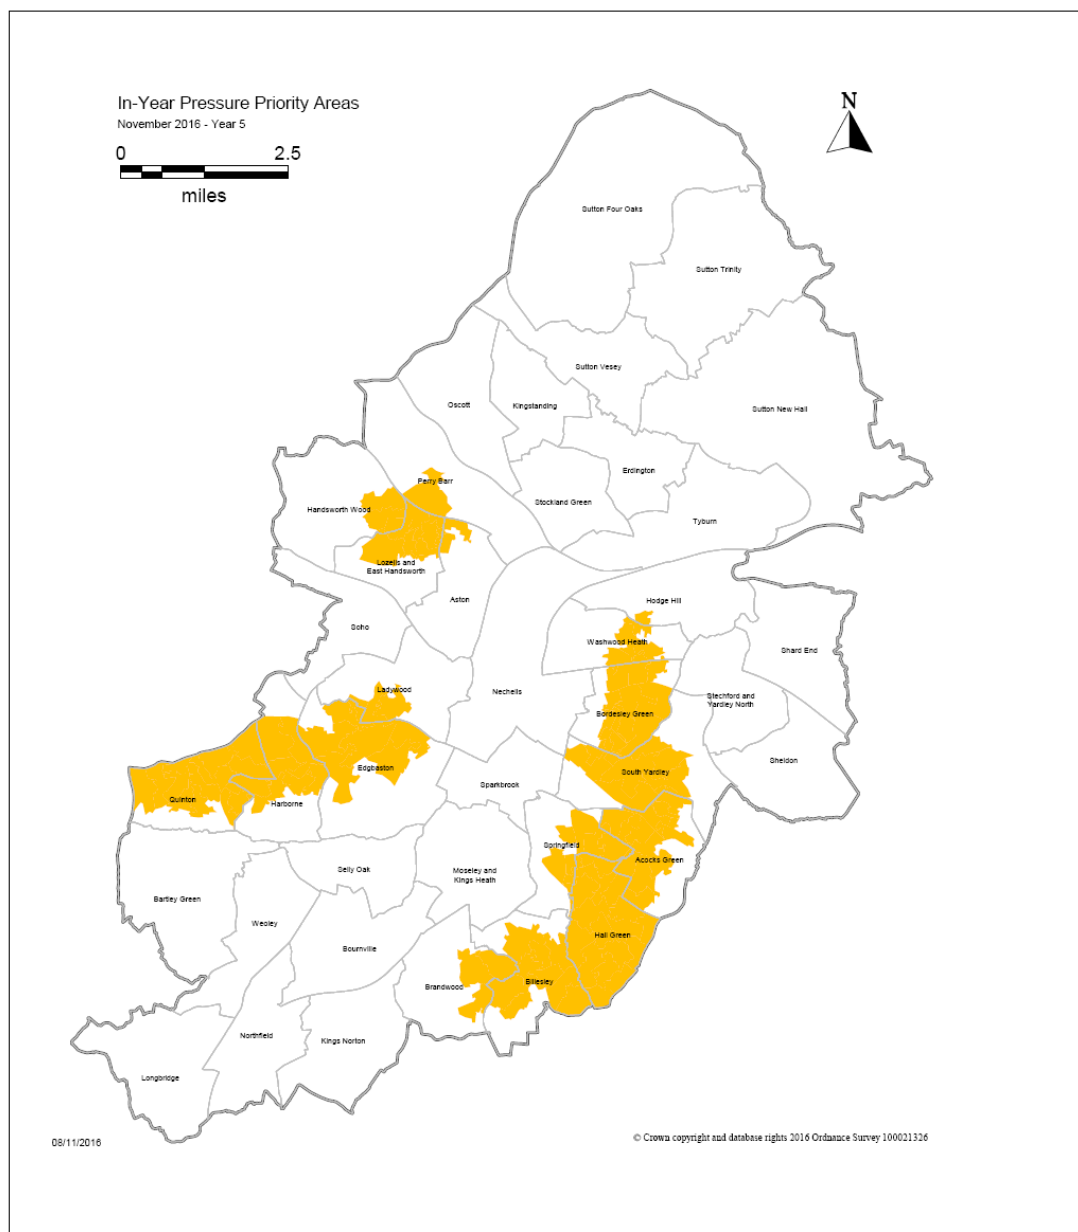 In-Year Pressure Priority Areas
November 2016 - Year 5
0 2.5
miles
N
Sutton Four Oaks
Sutton Trinity
Sutton Vesey
Oscott
Kingstanding
Sutton New Hall
Erdington
Perry Barr
Stockland Green
Handsworth Wood
Tyburn
Lozells and
East Handsworth
Aston
Hodge Hill
Soho
Washwood Heath
Shard End
Ladywood
Nechells
Stechford and
Yardley North
Bordesley Green
Sheldon
Edgbaston
South Yardley
Sparkbrook
Quinton
Harborne
Springfield
Acocks Green
Selly Oak
Moseley and
Kings Heath
Bartley Green
Weoley
Hall Green
Bournville
Brandwood
Billesley
Northfield
Kings Norton
Longbridge
08/11/2016
© Crown copyright and database rights 2016 Ordnance Survey 100021326